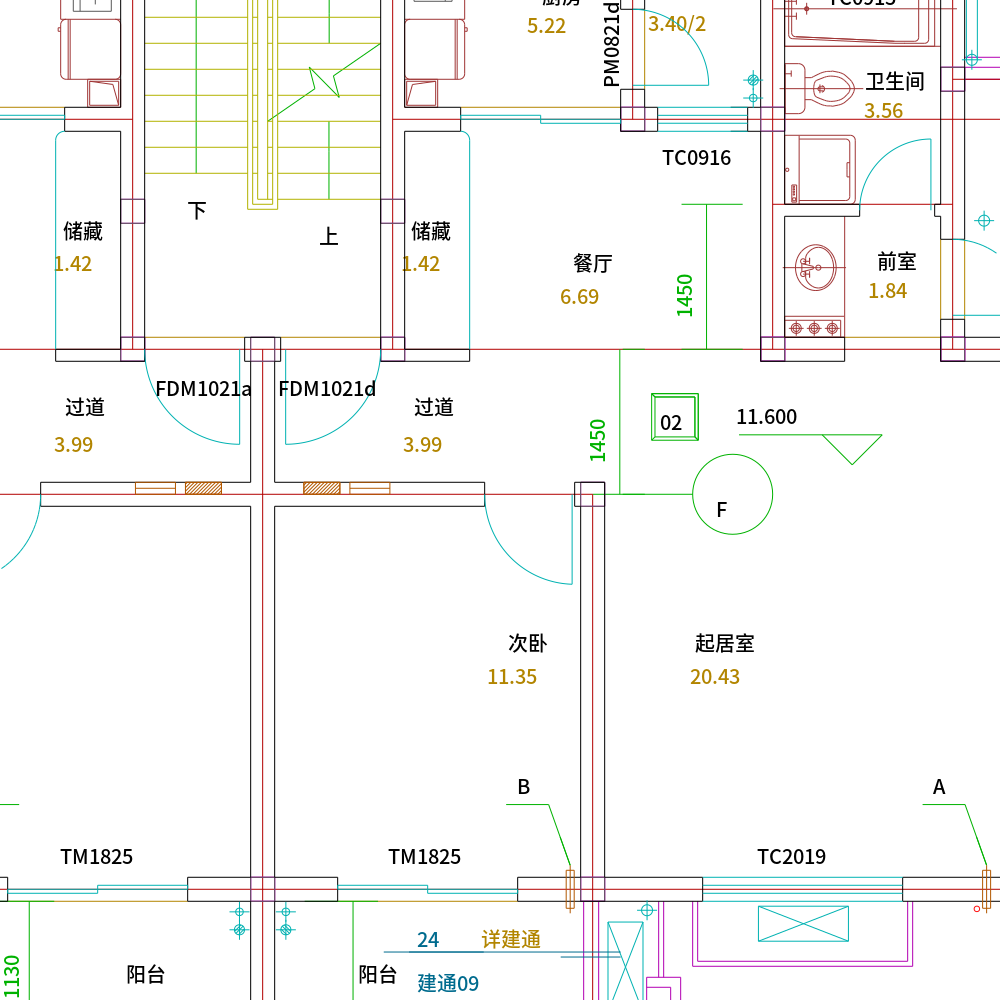 厨房
5.22
PM0821d
3.40/2
TC0915
卫生间
3.56
TC0916
下
上
储藏
1.42
储藏
1.42
餐厅
6.69
1450
前室
1.84
FDM1021a
FDM1021d
过道
3.99
过道
3.99
1450
02
11.600
F
次卧
11.35
起居室
20.43
B
A
TM1825
TM1825
TC2019
24
详建通
建通09
1130
阳台
阳台